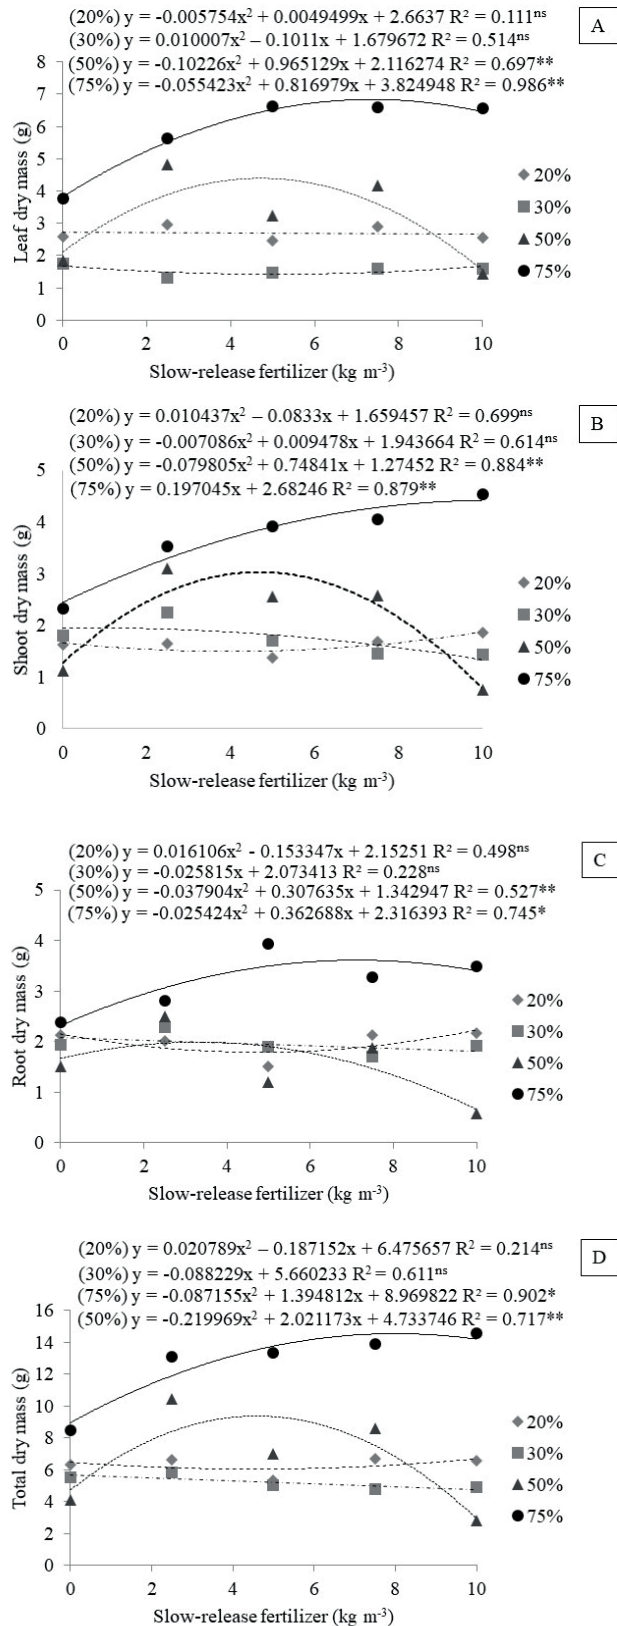 (20%) y = -0.005754x² + 0.0049499x + 2.6637 R² = 0.111ns
A
(30%) y = 0.010007x² – 0.1011x + 1.679672 R² = 0.514ns
(50%) y = -0.10226x² + 0.965129x + 2.116274 R² = 0.697**
(75%) y = -0.055423x² + 0.816979x + 3.824948 R² = 0.986**
Leaf dry mass (g)
8
7
6
5
4
3
2
1
0
0 2 4 6 8 10
Slow-release fertilizer (kg m⁻³)
20%
30%
50%
75%
(20%) y = 0.010437x² – 0.0833x + 1.659457 R² = 0.699ns
B
(30%) y = -0.007086x² + 0.009478x + 1.943664 R² = 0.614ns
(50%) y = -0.079805x² + 0.74841x + 1.27452 R² = 0.884**
(75%) y = 0.197045x + 2.68246 R² = 0.879**
Shoot dry mass (g)
5
4
3
2
1
0
0 2 4 6 8 10
Slow-release fertilizer (kg m⁻³)
20%
30%
50%
75%
(20%) y = 0.016106x² - 0.153347x + 2.15251 R² = 0.498ns
C
(30%) y = -0.025815x + 2.073413 R² = 0.228ns
(50%) y = -0.037904x² + 0.307635x + 1.342947 R² = 0.527**
(75%) y = -0.025424x² + 0.362688x + 2.316393 R² = 0.745*
Root dry mass (g)
5
4
3
2
1
0
0 2 4 6 8 10
Slow-release fertilizer (kg m⁻³)
20%
30%
50%
75%
(20%) y = 0.020789x² – 0.187152x + 6.475657 R² = 0.214ns
D
(30%) y = -0.088229x + 5.660233 R² = 0.611ns
(75%) y = -0.087155x² + 1.394812x + 8.969822 R² = 0.902*
(50%) y = -0.219969x² + 2.021173x + 4.733746 R² = 0.717**
Total dry mass (g)
16
14
12
10
8
6
4
2
0
0 2 4 6 8 10
Slow-release fertilizer (kg m⁻³)
20%
30%
50%
75%